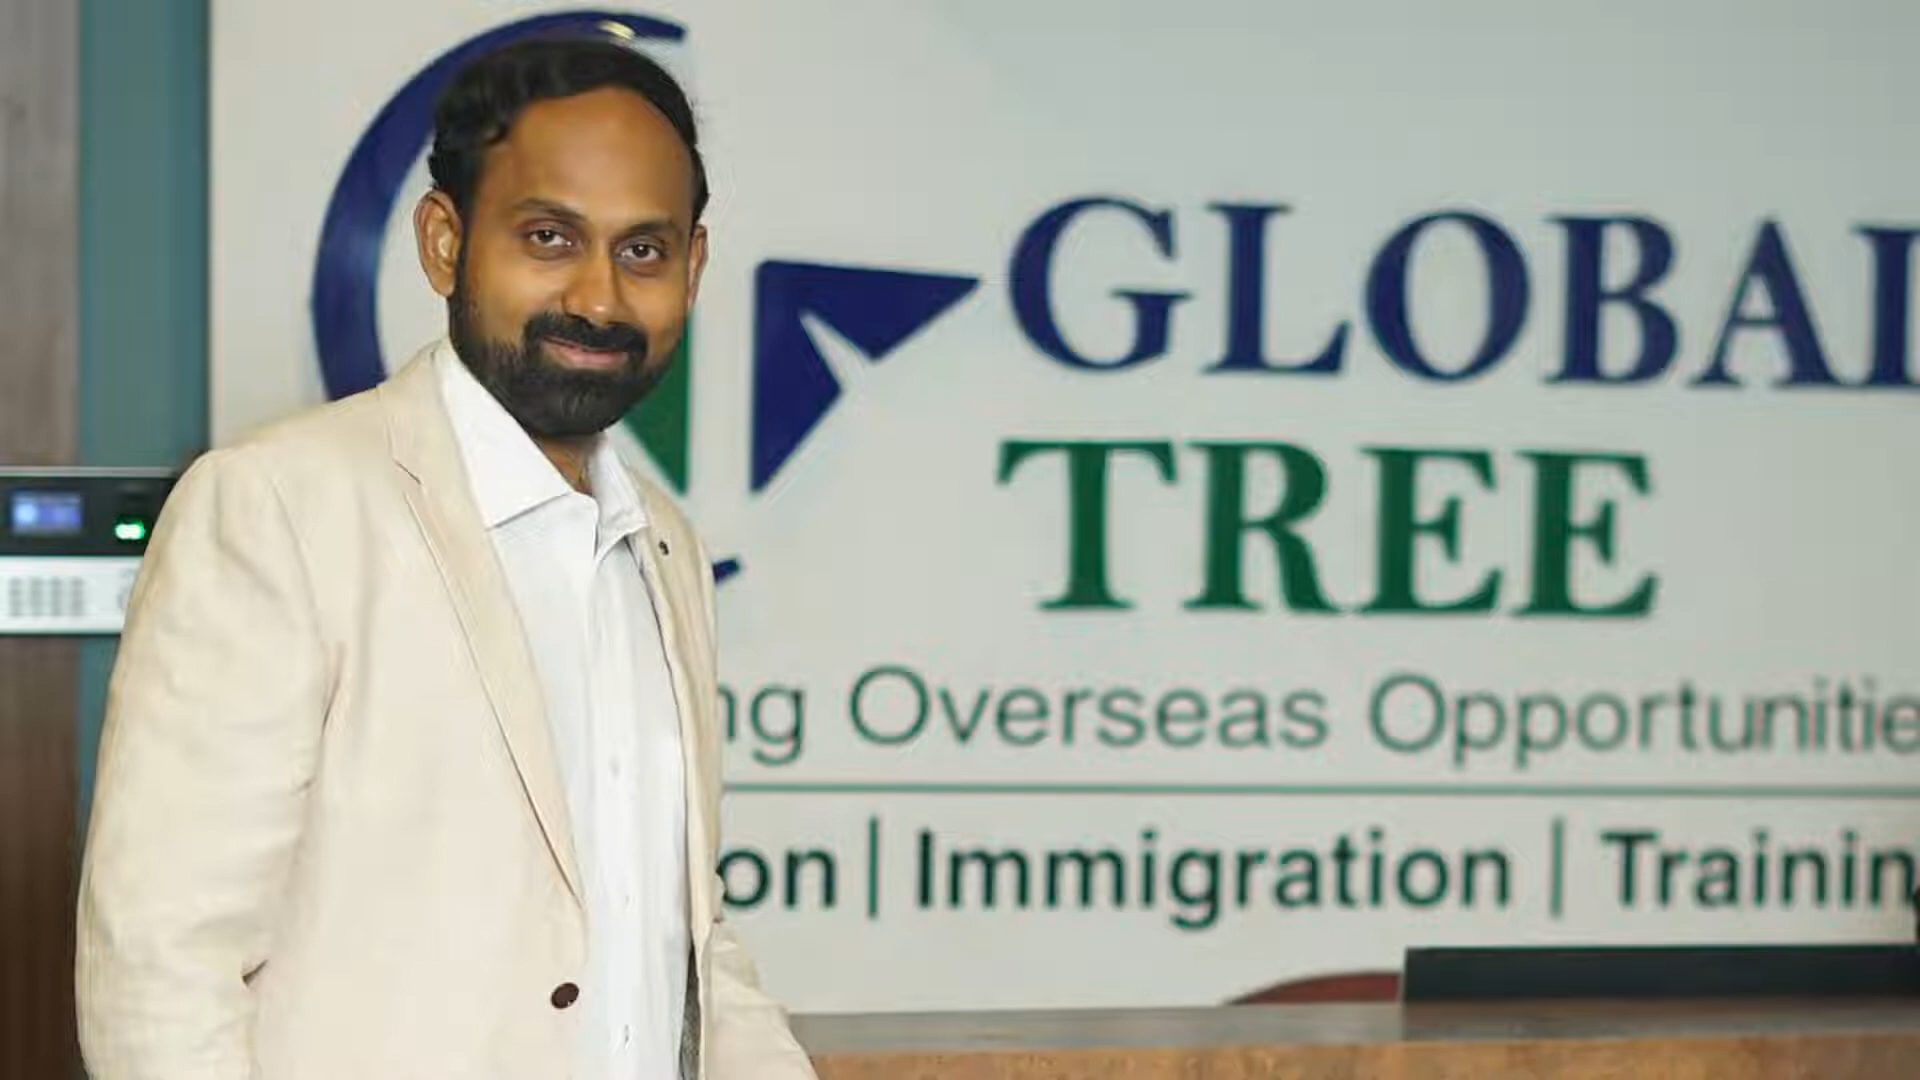 GLOBAL
TREE
ng Overseas Opportunitie
on | Immigration | Trainin